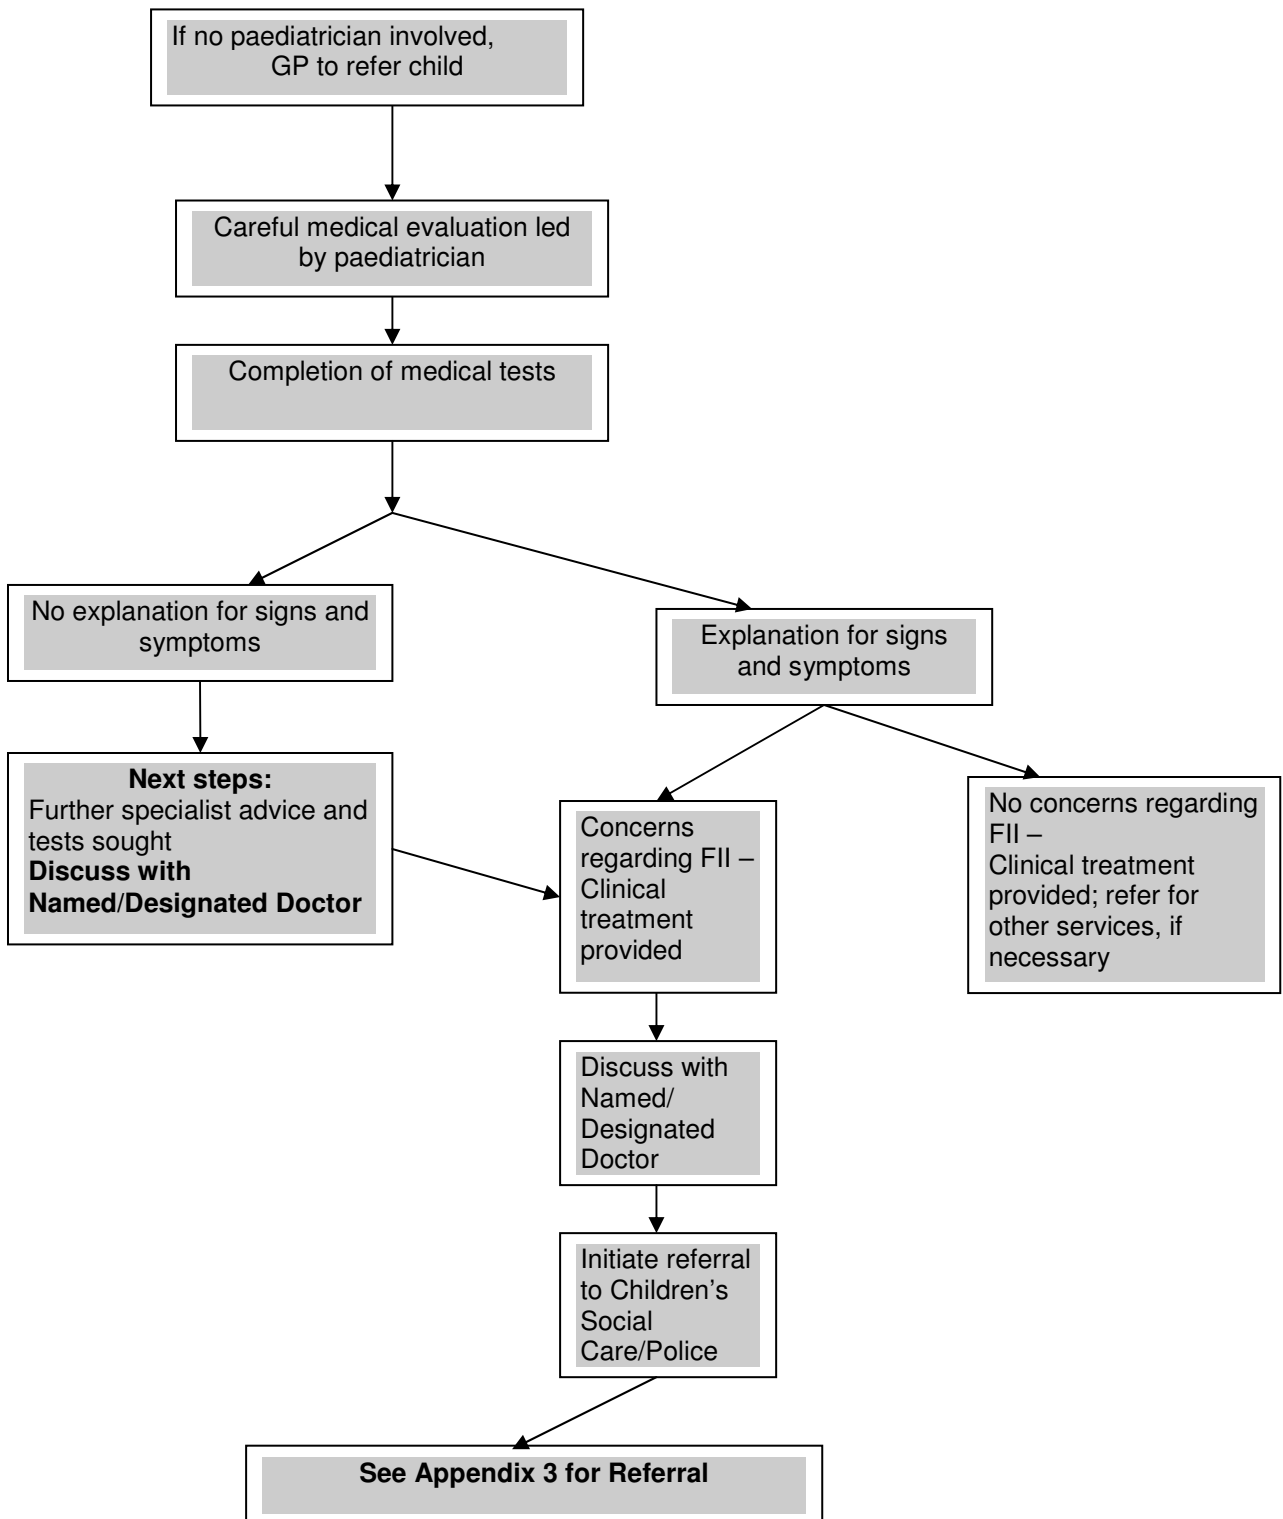 If no paediatrician involved,
GP to refer child
Careful medical evaluation led
by paediatrician
Completion of medical tests
No explanation for signs and
symptoms
Explanation for signs
and symptoms
Next steps:
Further specialist advice and
tests sought
Discuss with
Named/Designated Doctor
Concerns
regarding FII –
Clinical
treatment
provided
No concerns regarding
FII –
Clinical treatment
provided; refer for
other services, if
necessary
Discuss with
Named/
Designated
Doctor
Initiate referral
to Children’s
Social
Care/Police
See Appendix 3 for Referral